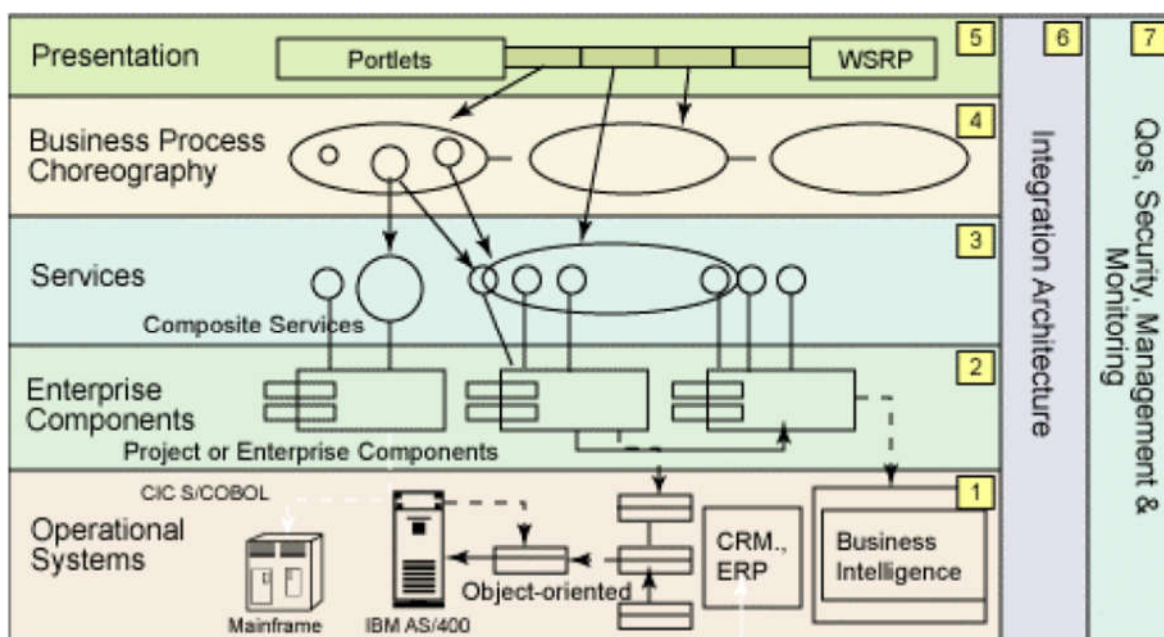 Presentation
Portlets
WSRP
5
6
7
Business Process
Choreography
4
Services
Composite Services
3
Enterprise
Components
Project or Enterprise Components
2
CIC S/COBOL
Operational
Systems
Mainframe
IBM AS/400
Object-oriented
CRM.,
ERP
Business
Intelligence
1
Integration Architecture
Qos, Security, Management &
Monitoring